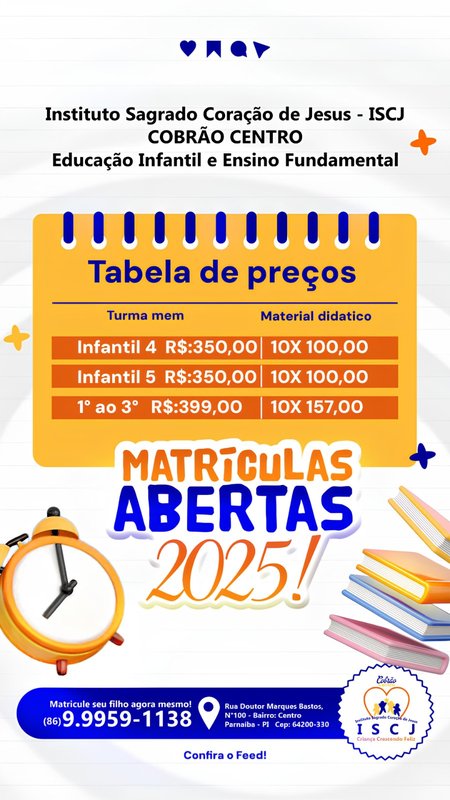 Instituto Sagrado Coração de Jesus - ISCJ
COBRÃO CENTRO
Educação Infantil e Ensino Fundamental
Tabela de preços
Turma mem Material didatico
Infantil 4 R$:350,00 10X 100,00
Infantil 5 R$:350,00 10X 100,00
1° ao 3° R$:399,00 10X 157,00
MATRÍCULAS
ABERTAS
2025!
Matricule seu filho agora mesmo!
(86)9.9959-1138
Rua Doutor Marques Bastos,
N°100 - Bairro: Centro
Parnaiba - PI Cep: 64200-330
Cobrão
Instituto Sagrado Coração de Jesus
I S C J
Criança Crescendo Feliz
Confira o Feed!